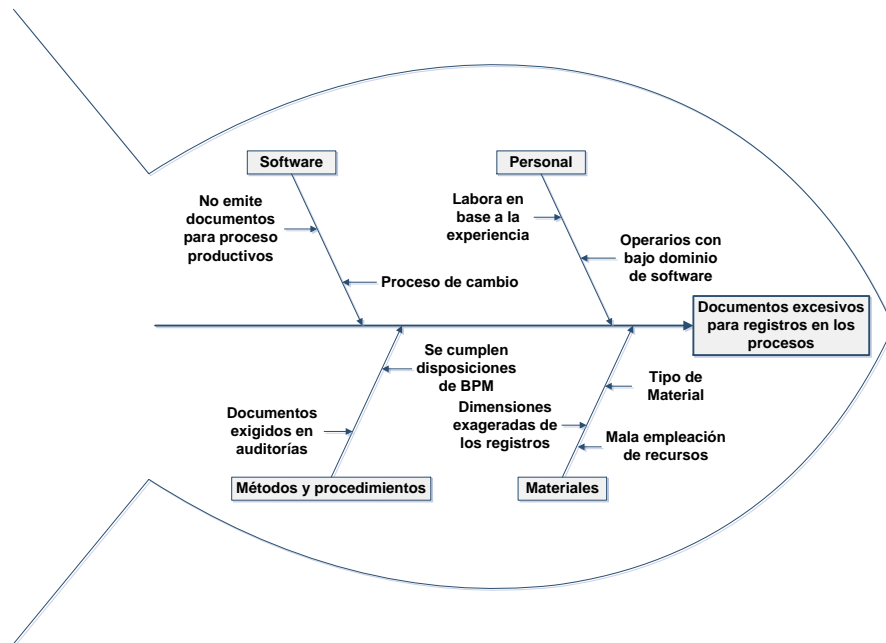 Software
Personal
No emite
documentos
para proceso
productivos
Labora en
base a la
experiencia
Operarios con
bajo dominio
de software
Proceso de cambio
Documentos excesivos
para registros en los
procesos
Se cumplen
disposiciones
de BPM
Tipo de
Material
Documentos
exigidos en
auditorías
Dimensiones
exageradas de
los registros
Mala empleación
de recursos
Métodos y procedimientos
Materiales